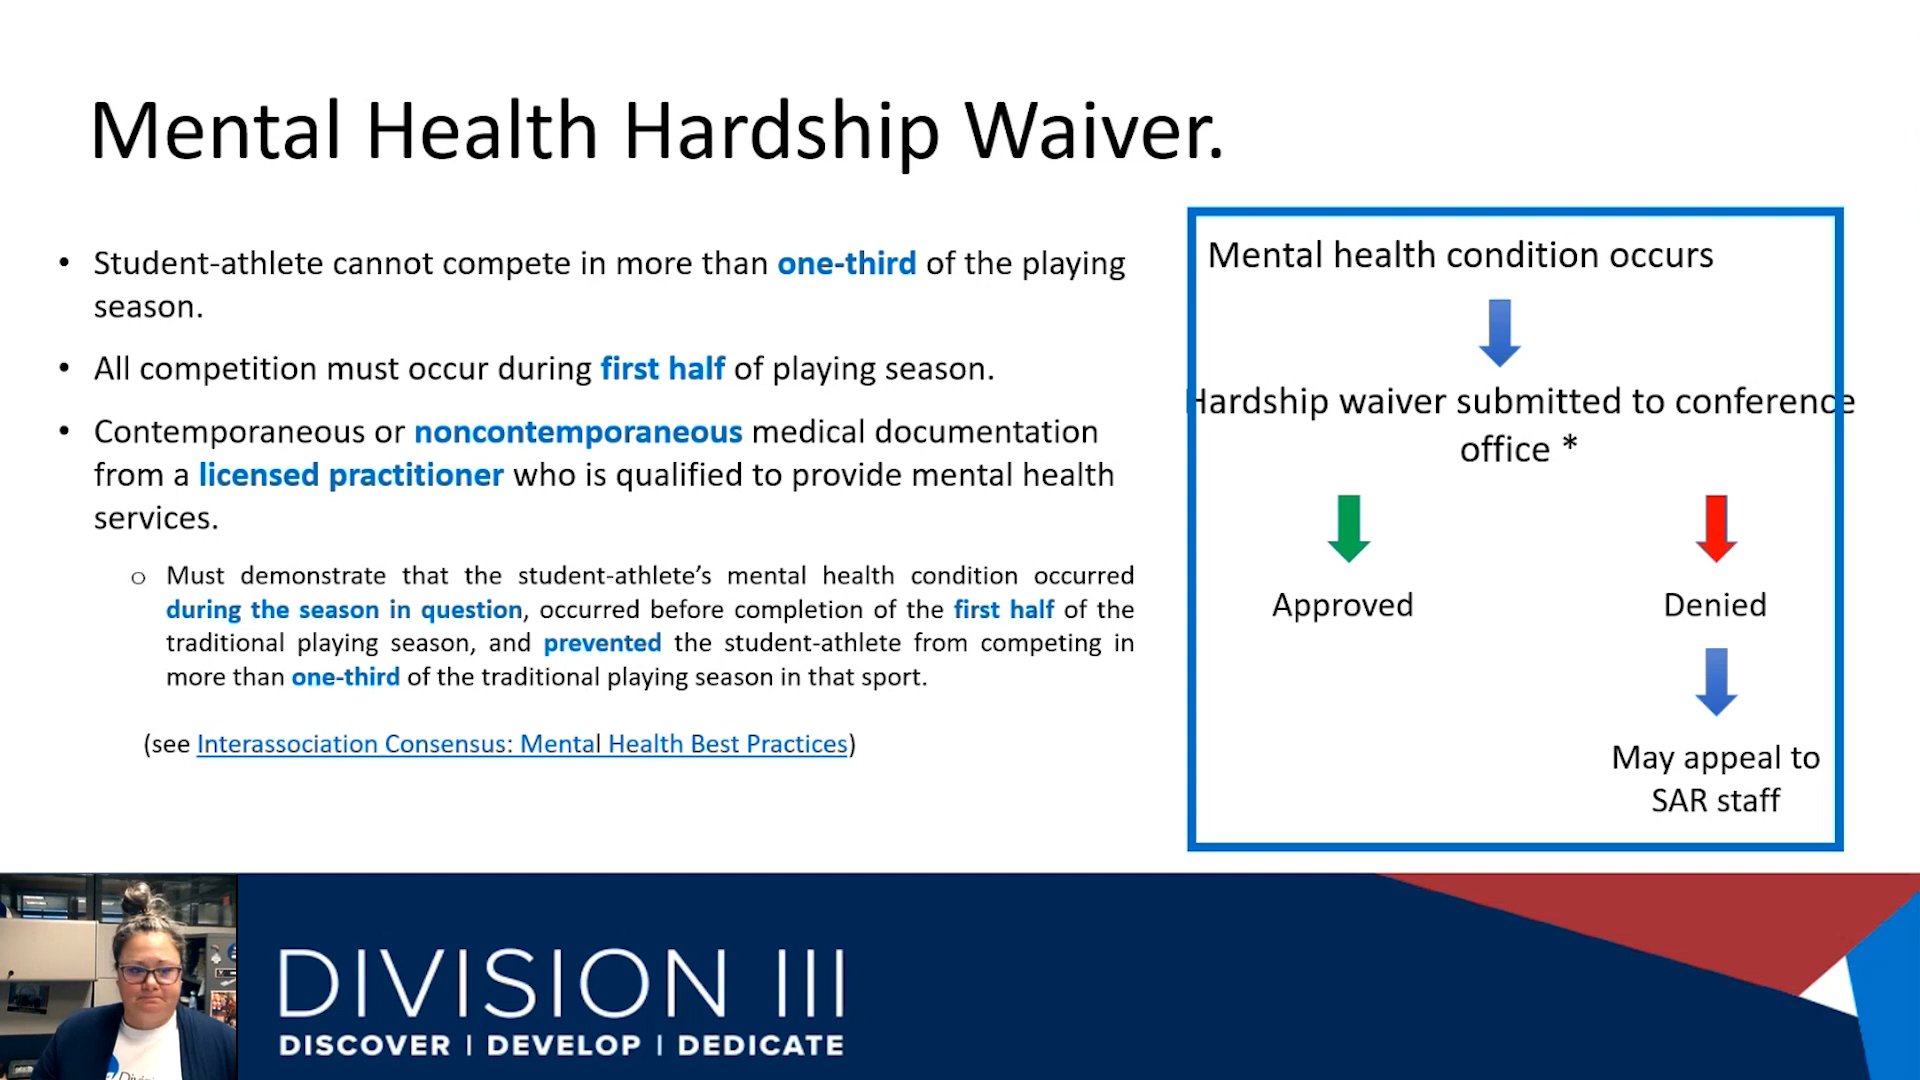 Mental Health Hardship Waiver.
• Student-athlete cannot compete in more than one-third of the playing
season.
• All competition must occur during first half of playing season.
• Contemporaneous or noncontemporaneous medical documentation
from a licensed practitioner who is qualified to provide mental health
services.
o Must demonstrate that the student-athlete's mental health condition occurred
during the season in question, occurred before completion of the first half of the
traditional playing season, and prevented the student-athlete from competing in
more than one-third of the traditional playing season in that sport.
(see Interassociation Consensus: Mental Health Best Practices)
Mental health condition occurs
Hardship waiver submitted to conference
office *
Approved
Denied
May appeal to
SAR staff
DIVISION III
DISCOVER | DEVELOP | DEDICATE